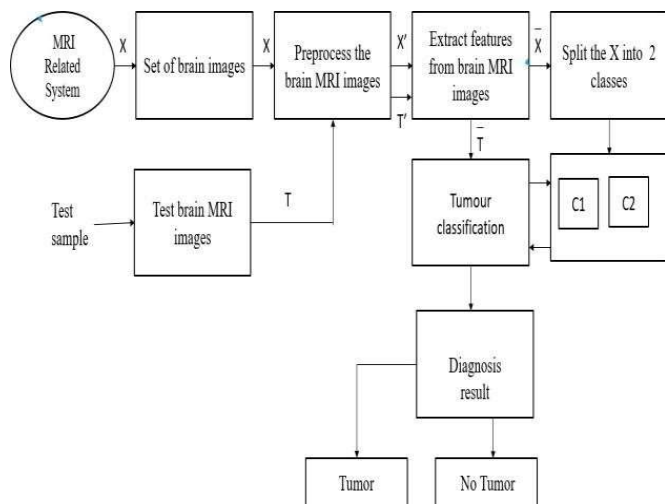 MRI
Related
System
X
Set of brain images
X
Preprocess the
brain MRI images
X'
T'
Extract features
from brain MRI
images
X̄
Split the X into 2
classes
T̄
Test
sample
Test brain MRI
images
T
Tumour
classification
C1
C2
Diagnosis
result
Tumor
No Tumor